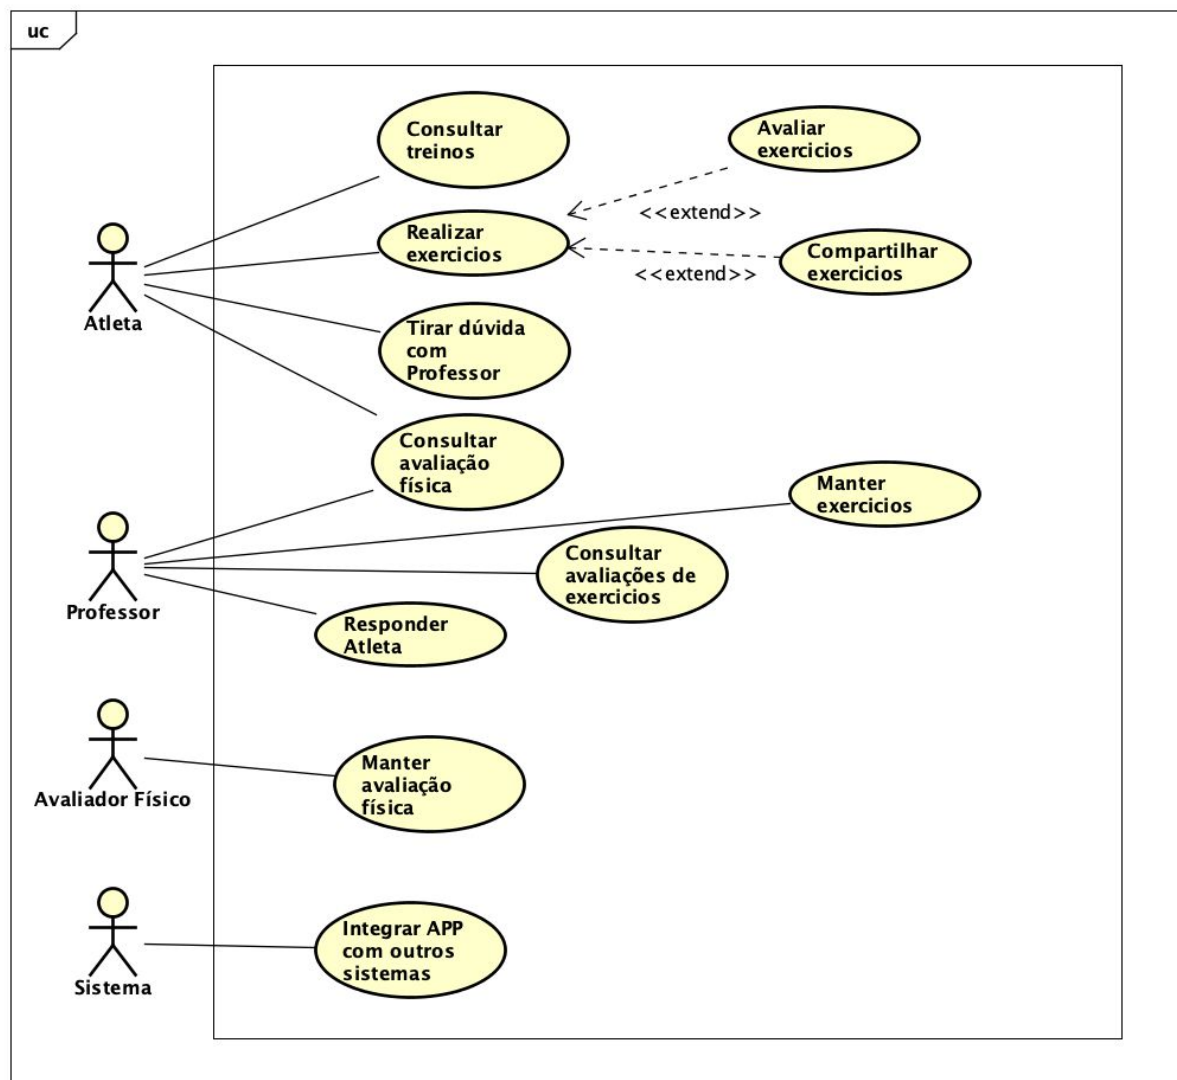 uc
Consultar
treinos
Avaliar
exercicios
<<extend>>
Realizar
exercicios
Compartilhar
exercicios
<<extend>>
Atleta
Tirar dúvida
com
Professor
Consultar
avaliação
física
Manter
exercicios
Consultar
avaliações de
exercicios
Professor
Responder
Atleta
Manter
avaliação
física
Avaliador Físico
Integrar APP
com outros
sistemas
Sistema